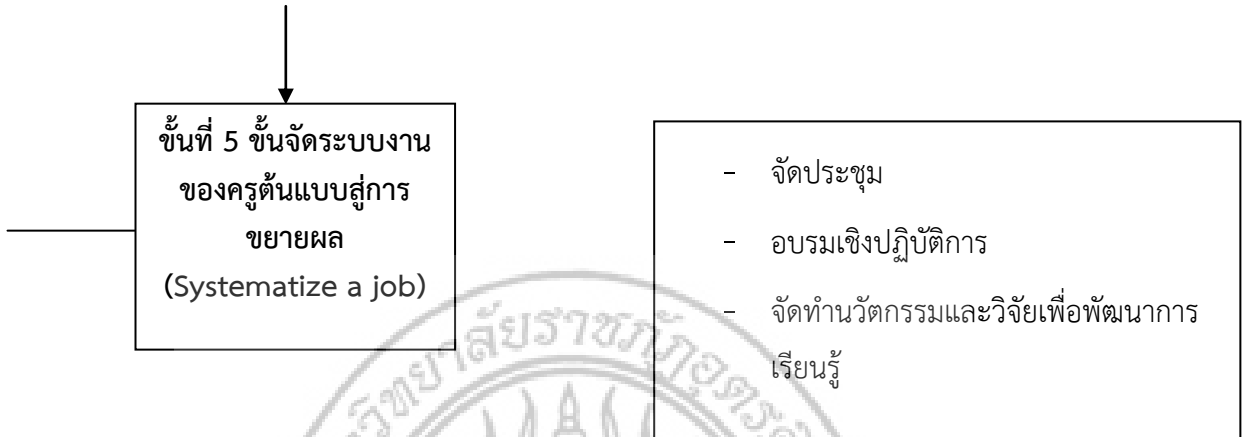 ขั้นที่ 5 ขั้นจัดระบบงาน
ของครูต้นแบบสู่การ
ขยายผล
(Systematize a job)
- จัดประชุม
- อบรมเชิงปฏิบัติการ
- จัดทำนวัตกรรมและวิจัยเพื่อพัฒนาการ
เรียนรู้